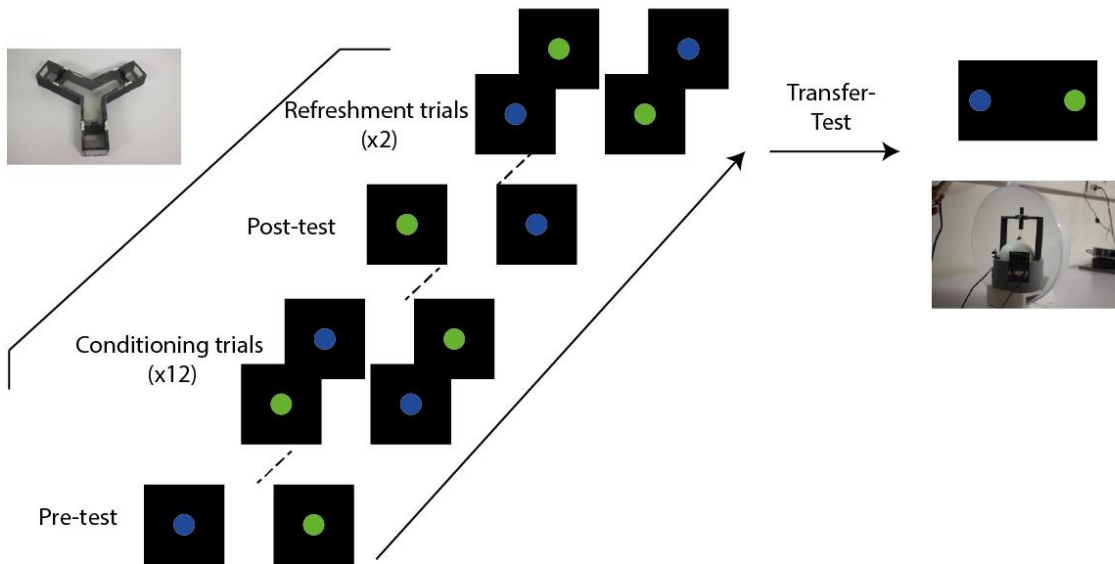 Refreshment trials
(x2)
Transfer-
Test
Post-test
Conditioning trials
(x12)
Pre-test